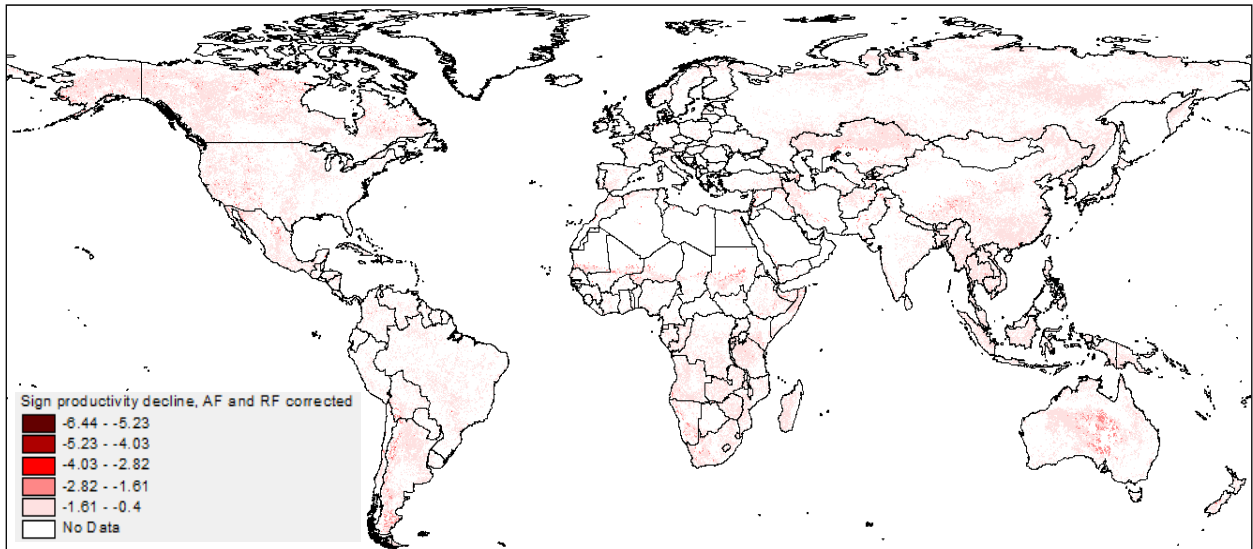 Sign productivity decline, AF and RF corrected
-6.44 - -5.23
-5.23 - -4.03
-4.03 - -2.82
-2.82 - -1.61
-1.61 - -0.4
No Data